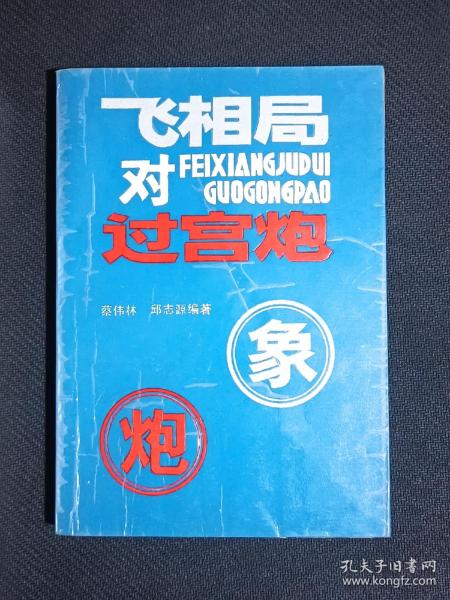 飞相局
对
FEIXIANGJUDUI
GUOGONGPAO
过宫炮
蔡伟林 邱志源编著
象
炮
孔夫子旧书网
www.kongfz.com